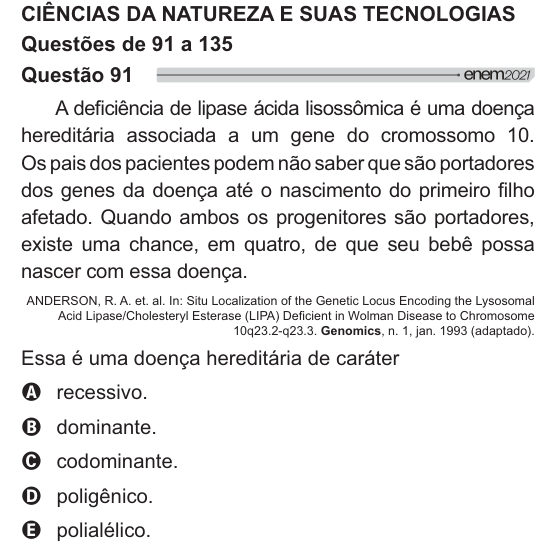 CIÊNCIAS DA NATUREZA E SUAS TECNOLOGIAS
Questões de 91 a 135
Questão 91 enem2021
A deficiência de lipase ácida lisossômica é uma doença
hereditária associada a um gene do cromossomo 10.
Os pais dos pacientes podem não saber que são portadores
dos genes da doença até o nascimento do primeiro filho
afetado. Quando ambos os progenitores são portadores,
existe uma chance, em quatro, de que seu bebê possa
nascer com essa doença.
ANDERSON, R. A. et. al. In: Situ Localization of the Genetic Locus Encoding the Lysosomal
Acid Lipase/Cholesteryl Esterase (LIPA) Deficient in Wolman Disease to Chromosome
10q23.2-q23.3. Genomics, n. 1, jan. 1993 (adaptado).
Essa é uma doença hereditária de caráter
A recessivo.
B dominante.
C codominante.
D poligênico.
E polialélico.